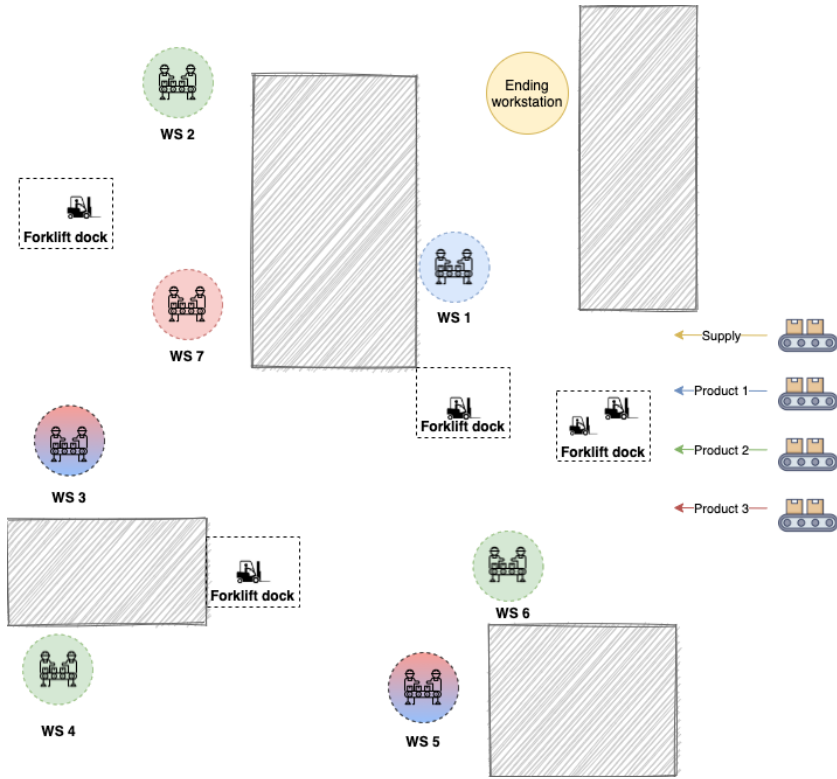 Ending
workstation
WS 2
Forklift dock
WS 1
WS 7
Supply
Product 1
Forklift dock
Forklift dock
Product 2
WS 3
Product 3
Forklift dock
WS 6
WS 4
WS 5